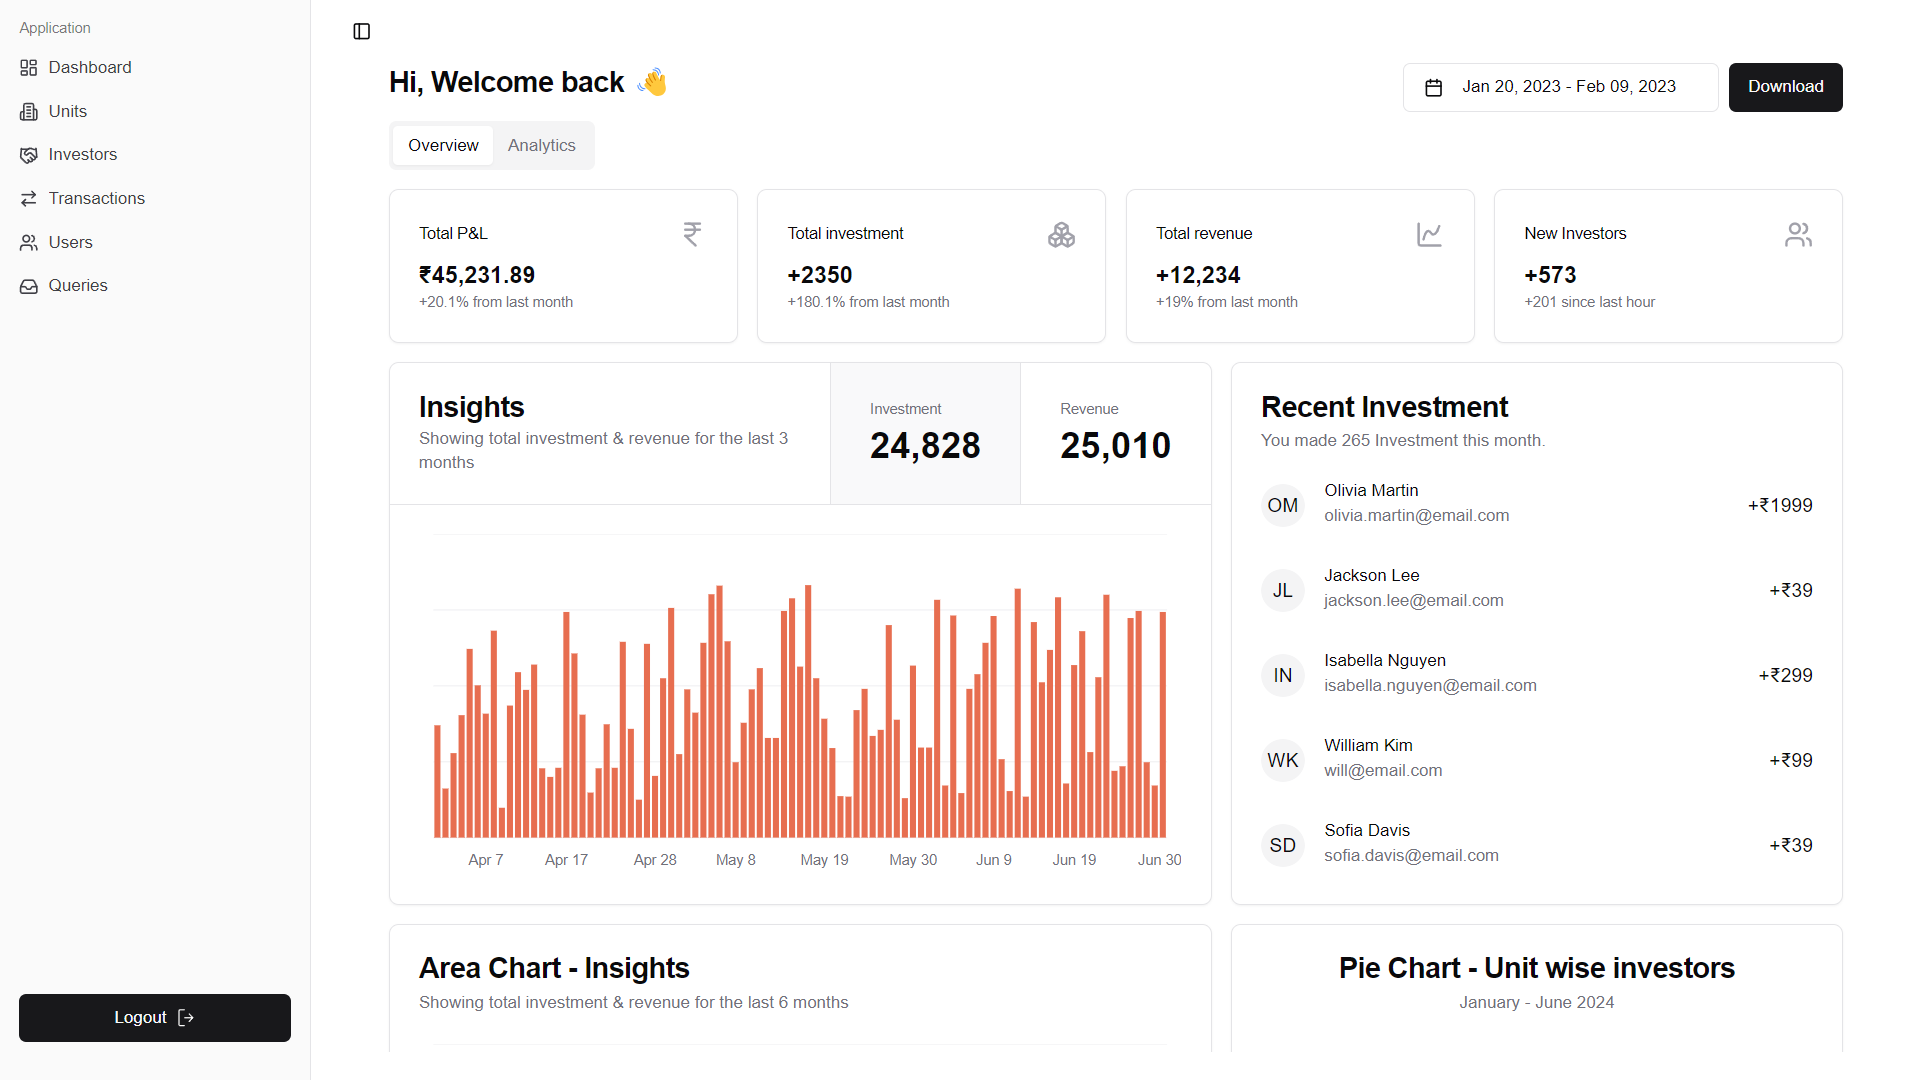 Application
Dashboard
Units
Investors
Transactions
Users
Queries
Logout
Hi, Welcome back 👋
Jan 20, 2023 - Feb 09, 2023
Download
Overview
Analytics
Total P&L
₹45,231.89
+20.1% from last month
Total investment
+2350
+180.1% from last month
Total revenue
+12,234
+19% from last month
New Investors
+573
+201 since last hour
Insights
Showing total investment & revenue for the last 3
months
Investment
24,828
Revenue
25,010
Apr 7
Apr 17
Apr 28
May 8
May 19
May 30
Jun 9
Jun 19
Jun 30
Recent Investment
You made 265 Investment this month.
OM
Olivia Martin
olivia.martin@email.com
+₹1999
JL
Jackson Lee
jackson.lee@email.com
+₹39
IN
Isabella Nguyen
isabella.nguyen@email.com
+₹299
WK
William Kim
will@email.com
+₹99
SD
Sofia Davis
sofia.davis@email.com
+₹39
Area Chart - Insights
Showing total investment & revenue for the last 6 months
Pie Chart - Unit wise investors
January - June 2024